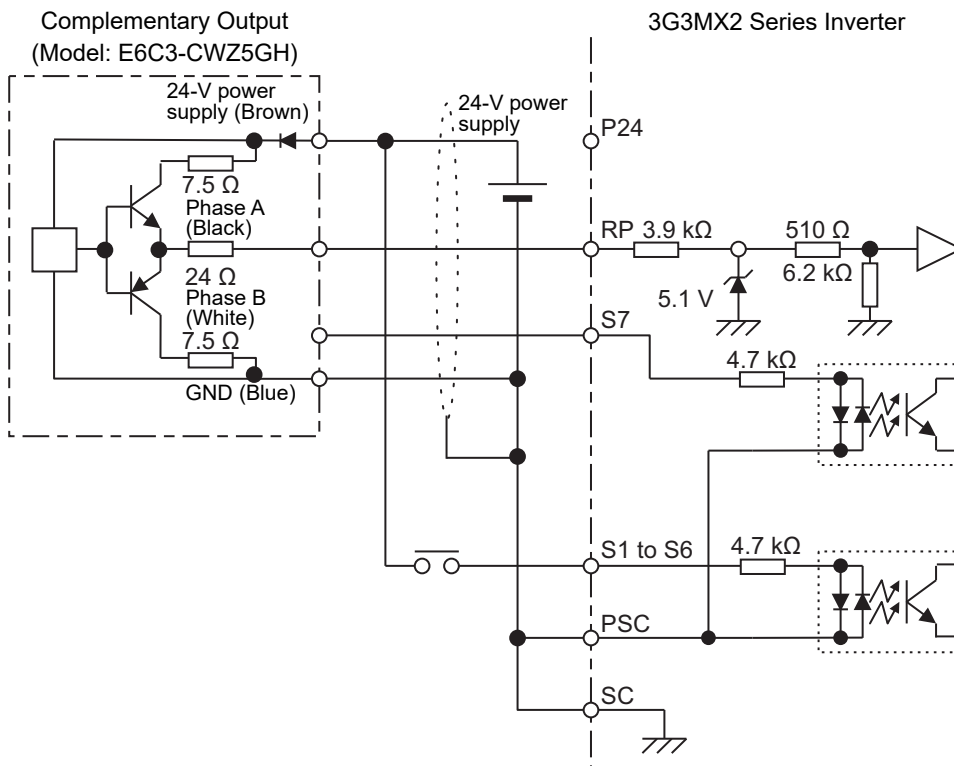 Complementary Output
(Model: E6C3-CWZ5GH)
3G3MX2 Series Inverter
24-V power
supply (Brown)
24-V power
supply
P24
7.5 Ω
Phase A
(Black)
RP
3.9 kΩ
510 Ω
6.2 kΩ
24 Ω
Phase B
(White)
5.1 V
S7
7.5 Ω
4.7 kΩ
GND (Blue)
S1 to S6
4.7 kΩ
PSC
SC